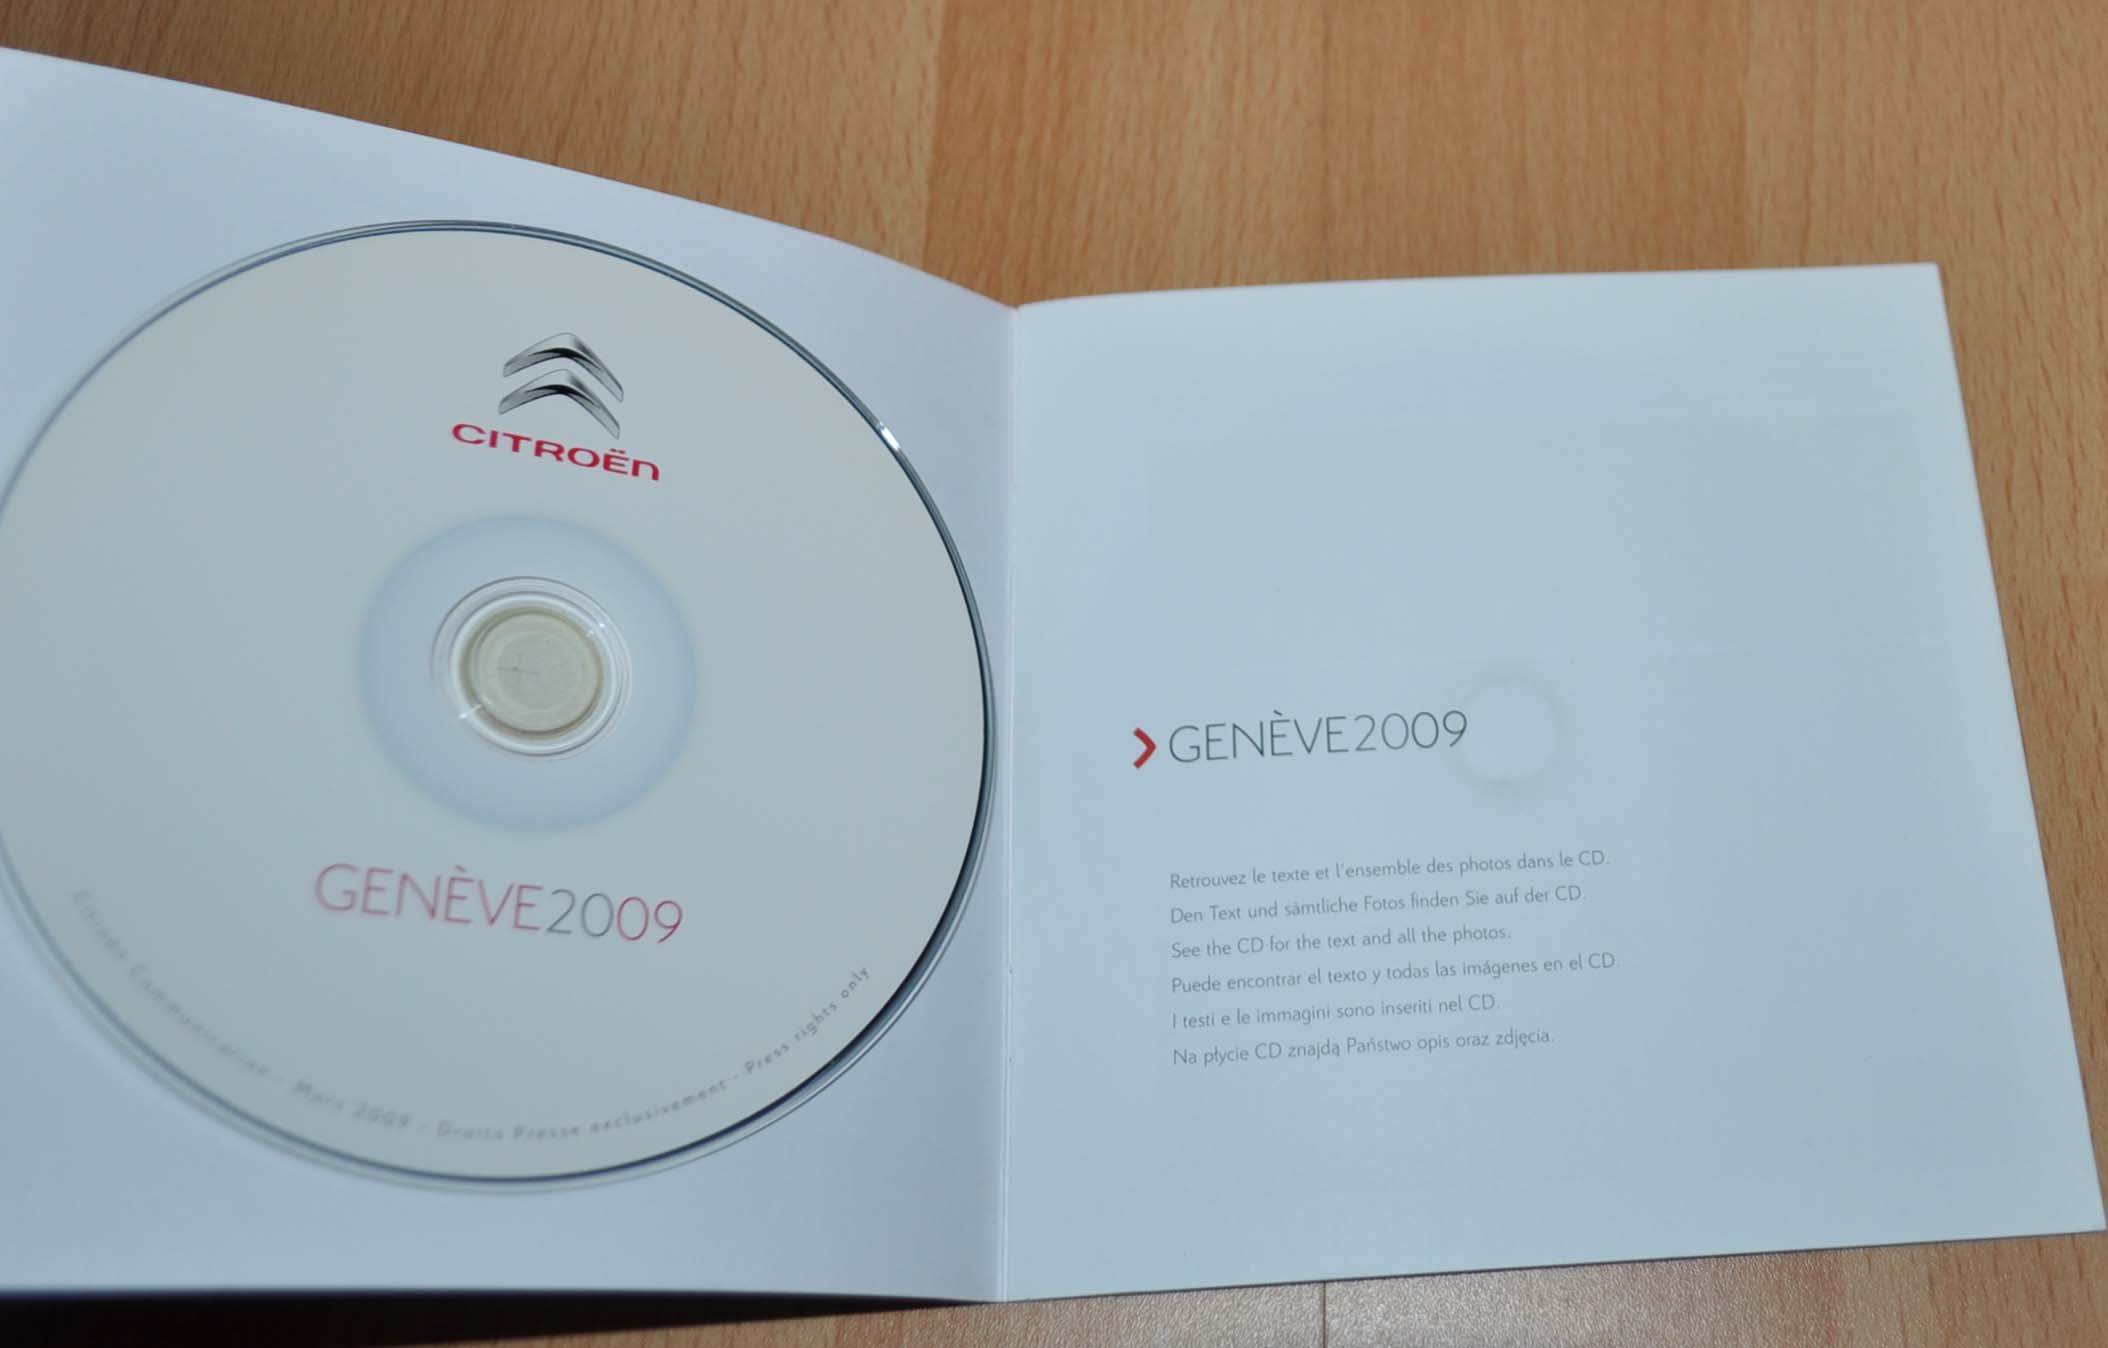 CITROËN
GENÈVE2009
Citroën Communication - Mars 2009 - Droits Presse exclusivement - Press rights only
GENÈVE2009
Retrouvez le texte et l'ensemble des photos dans le CD.
Den Text und sämtliche Fotos finden Sie auf der CD.
See the CD for the text and all the photos.
Puede encontrar el texto y todas las imágenes en el CD.
I testi e le immagini sono inseriti nel CD.
Na płycie CD znajdą Państwo opis oraz zdjęcia.